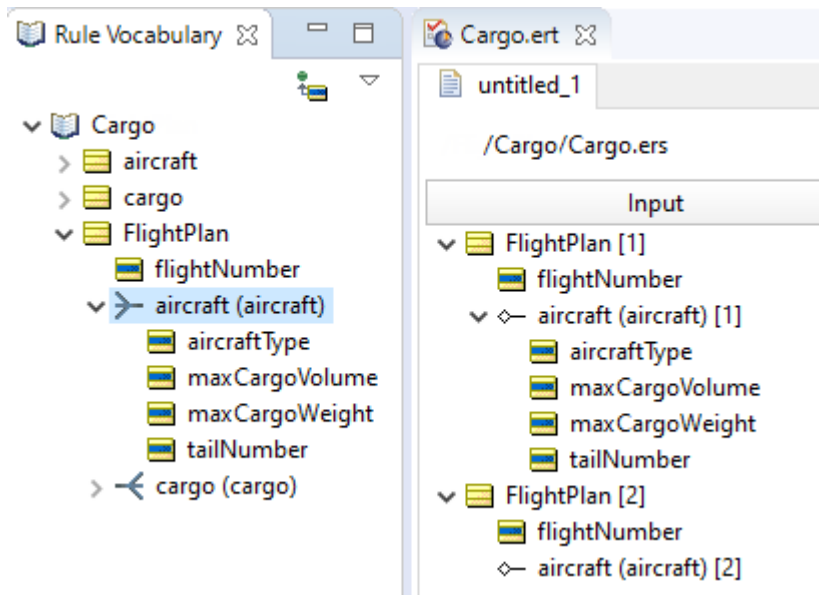 Rule Vocabulary
Cargo
aircraft
cargo
FlightPlan
flightNumber
aircraft (aircraft)
aircraftType
maxCargoVolume
maxCargoWeight
tailNumber
cargo (cargo)
Cargo.ert
untitled_1
/Cargo/Cargo.ers
Input
FlightPlan [1]
flightNumber
aircraft (aircraft) [1]
aircraftType
maxCargoVolume
maxCargoWeight
tailNumber
FlightPlan [2]
flightNumber
aircraft (aircraft) [2]